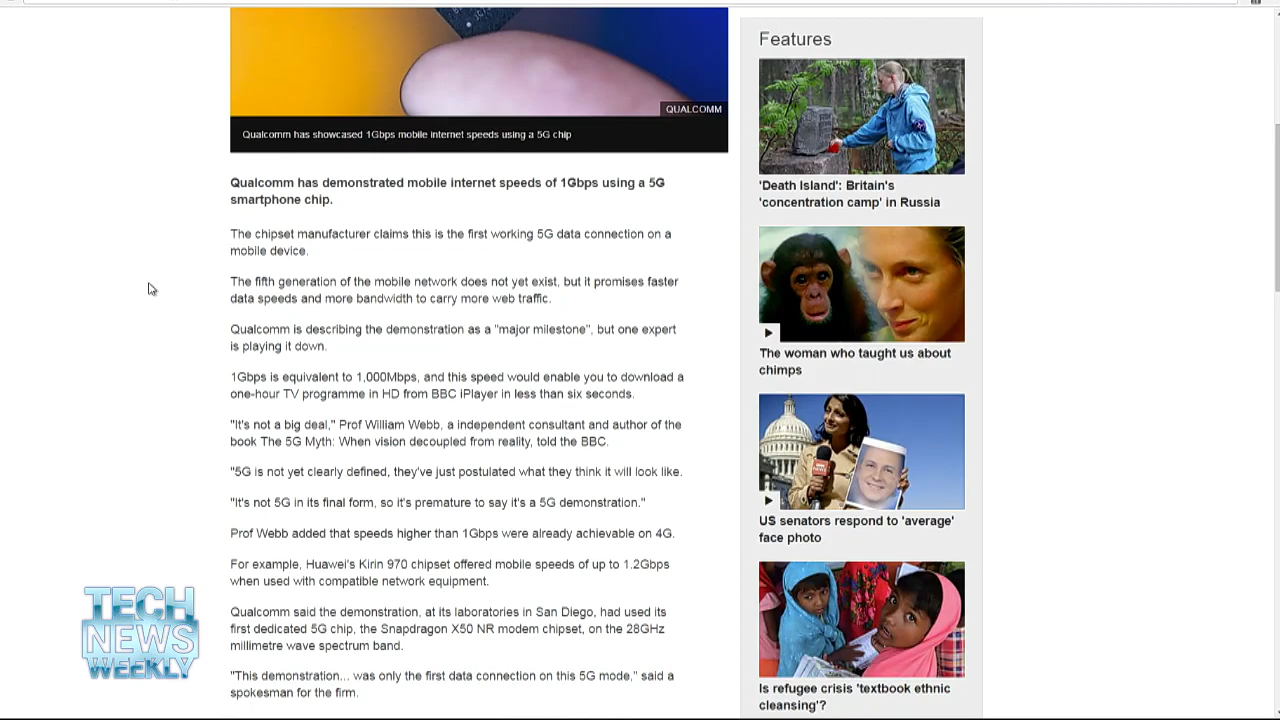 QUALCOMM
Qualcomm has showcased 1Gbps mobile internet speeds using a 5G chip
Qualcomm has demonstrated mobile internet speeds of 1Gbps using a 5G
smartphone chip.
The chipset manufacturer claims this is the first working 5G data connection on a
mobile device.
The fifth generation of the mobile network does not yet exist, but it promises faster
data speeds and more bandwidth to carry more web traffic.
Qualcomm is describing the demonstration as a "major milestone", but one expert
is playing it down.
1Gbps is equivalent to 1,000Mbps, and this speed would enable you to download a
one-hour TV programme in HD from BBC iPlayer in less than six seconds.
"It's not a big deal," Prof William Webb, a independent consultant and author of the
book The 5G Myth: When vision decoupled from reality, told the BBC.
"5G is not yet clearly defined, they've just postulated what they think it will look like.
"It's not 5G in its final form, so it's premature to say it's a 5G demonstration."
Prof Webb added that speeds higher than 1Gbps were already achievable on 4G.
For example, Huawei's Kirin 970 chipset offered mobile speeds of up to 1.2Gbps
when used with compatible network equipment.
Qualcomm said the demonstration, at its laboratories in San Diego, had used its
first dedicated 5G chip, the Snapdragon X50 NR modem chipset, on the 28GHz
millimetre wave spectrum band.
"This demonstration... was only the first data connection on this 5G mode," said a
spokesman for the firm.
Features
'Death Island': Britain's
'concentration camp' in Russia
The woman who taught us about
chimps
US senators respond to 'average'
face photo
Is refugee crisis 'textbook ethnic
cleansing'?
TECH
NEWS
WEEKLY